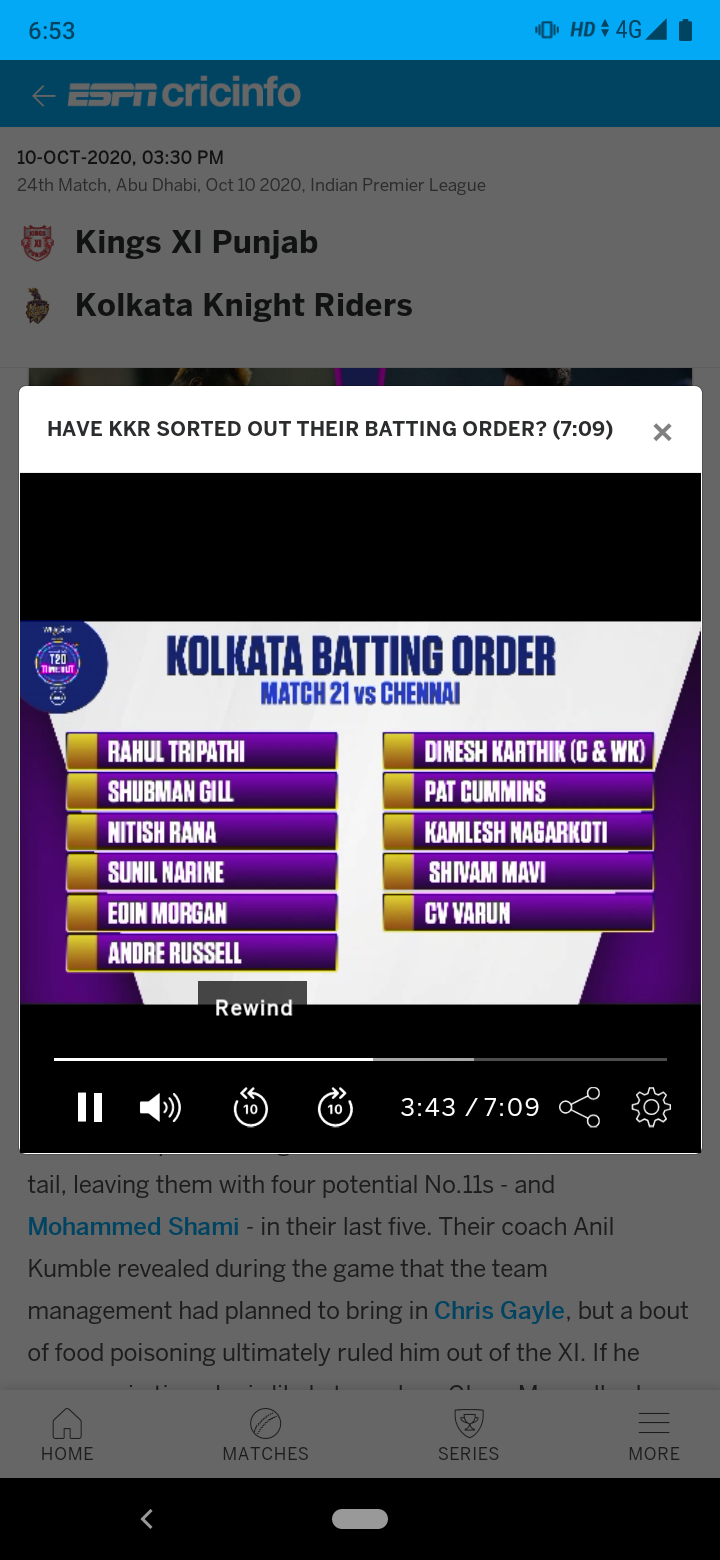 6:53
HD 4G
ESPN cricinfo
10-OCT-2020, 03:30 PM
24th Match, Abu Dhabi, Oct 10 2020, Indian Premier League
Kings XI Punjab
Kolkata Knight Riders
HAVE KKR SORTED OUT THEIR BATTING ORDER? (7:09)
T20
TIME:OUT
KOLKATA BATTING ORDER
MATCH 21 vs CHENNAI
RAHUL TRIPATHI
SHUBMAN GILL
NITISH RANA
SUNIL NARINE
EOIN MORGAN
ANDRE RUSSELL
DINESH KARTHIK (C & WK)
PAT CUMMINS
KAMLESH NAGARKOTI
SHIVAM MAVI
CV VARUN
Rewind
10
10
3:43 / 7:09
tail, leaving them with four potential No.11s - and
Mohammed Shami - in their last five. Their coach Anil
Kumble revealed during the game that the team
management had planned to bring in Chris Gayle, but a bout
of food poisoning ultimately ruled him out of the XI. If he
HOME
MATCHES
SERIES
MORE